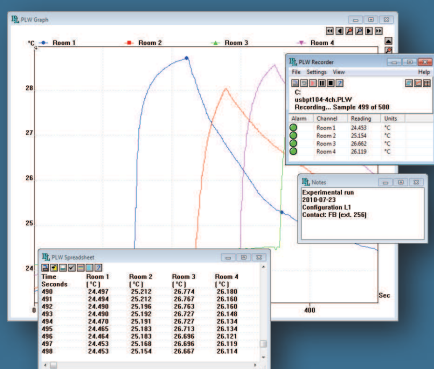 PLW Graph
°C
Room 1
Room 2
Room 3
Room 4
28
27
26
25
24
0
400
Sec
PLW Recorder
File Settings View Help
C:
usbpt104-4ch.PLW
Recording... Sample 499 of 500
Alarm Channel Reading Units
Room 1 24.453 °C
Room 2 25.154 °C
Room 3 26.662 °C
Room 4 26.119 °C
Notes
Experimental run
2010-07-23
Configuration L1
Contact: FB (ext. 256)
PLW Spreadsheet
Time Room 1 Room 2 Room 3 Room 4
Seconds [°C] [°C] [°C] [°C]
490 24.497 25.212 26.774 26.180
491 24.494 25.212 26.767 26.160
492 24.490 25.196 26.763 26.160
493 24.490 25.192 26.727 26.148
494 24.470 25.191 26.727 26.134
495 24.465 25.183 26.713 26.134
496 24.464 25.183 26.696 26.121
497 24.453 25.168 26.696 26.119
498 24.453 25.154 26.667 26.114